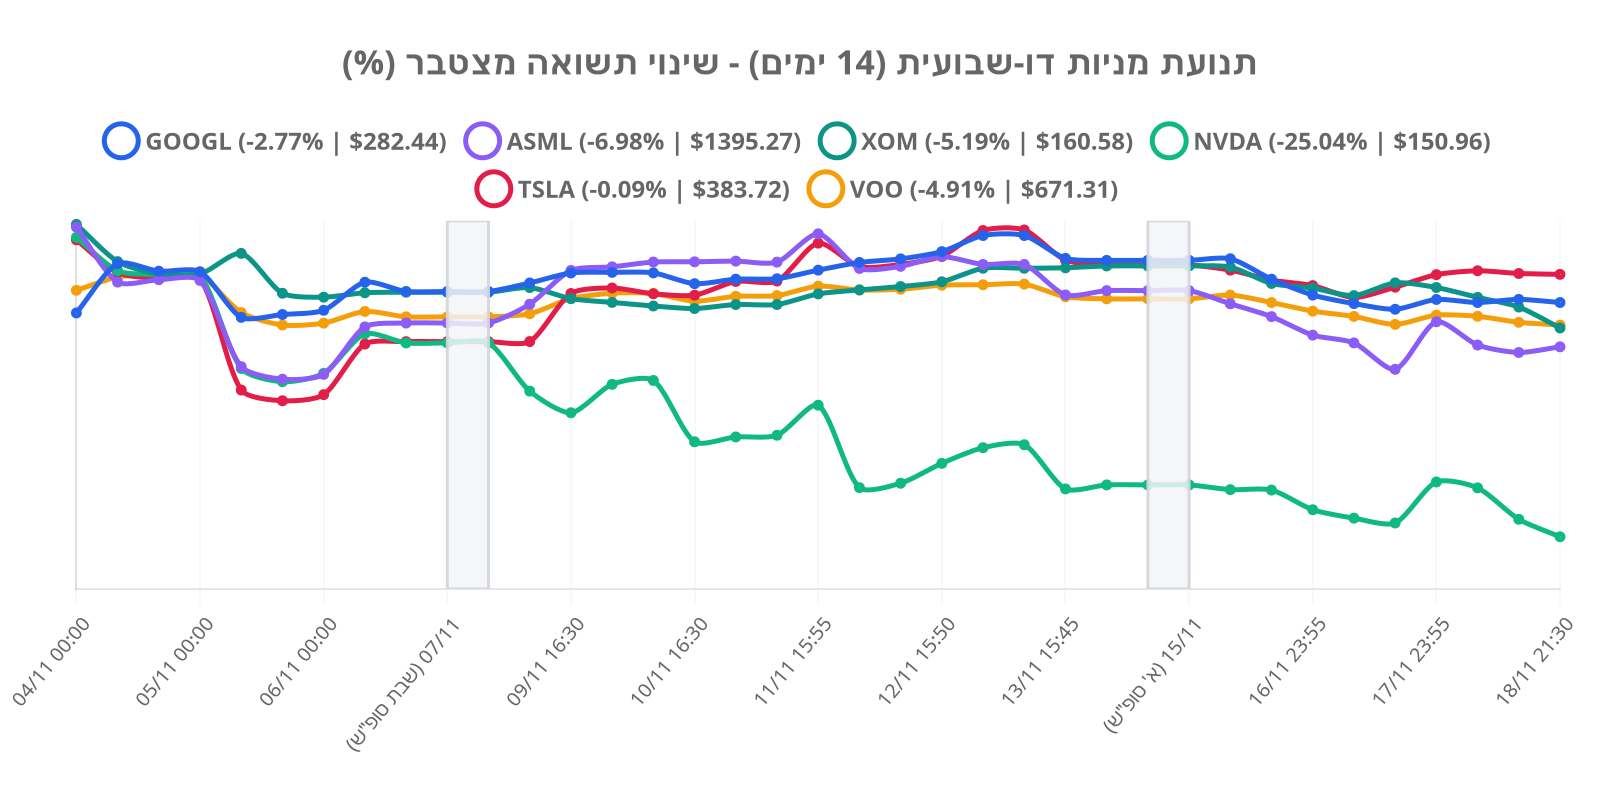 תנועת מניות דו-שבועית (14 ימים) - שינוי תשואה מצטבר (%)
GOOGL (-2.77% | $282.44) ASML (-6.98% | $1395.27) XOM (-5.19% | $160.58) NVDA (-25.04% | $150.96)
TSLA (-0.09% | $383.72) VOO (-4.91% | $671.31)
04/11 00:00
05/11 00:00
06/11 00:00
07/11 (שבת סופ"ש)
09/11 16:30
10/11 16:30
11/11 15:55
12/11 15:50
13/11 15:45
15/11 (א' סופ"ש)
16/11 23:55
17/11 23:55
18/11 21:30